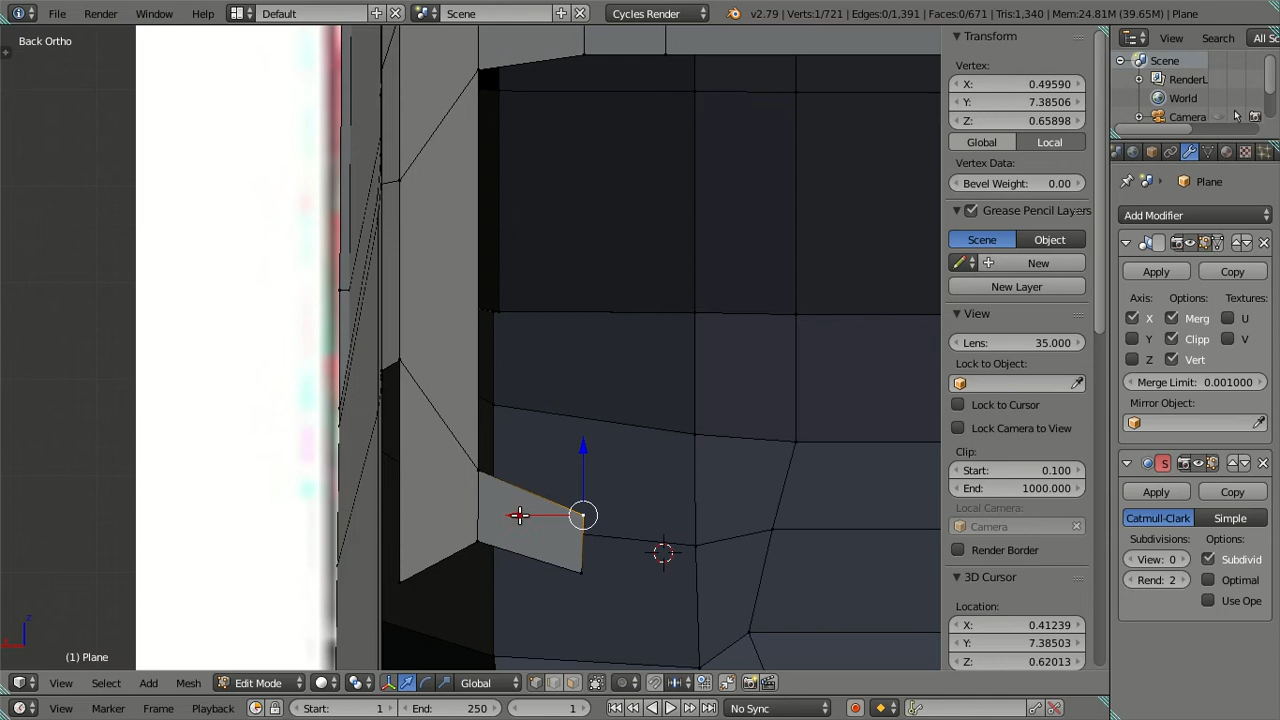 File Render Window Help Default Scene Cycles Render v2.79 | Verts:1/721 | Edges:0/1,391 | Faces:0/671 | Tris:1,340 | Mem:24.81M (39.65M) | Plane
Back Ortho
Transform
Vertex:
X: 0.49590
Y: 7.38506
Z: 0.65898
Global Local
Vertex Data:
Bevel Weight: 0.00
Grease Pencil Layers
Scene Object
New
New Layer
View
Lens: 35.000
Lock to Object:
Lock to Cursor
Lock Camera to View
Clip:
Start: 0.100
End: 1000.000
Local Camera:
Camera
Render Border
3D Cursor
Location:
X: 0.41239
Y: 7.38503
Z: 0.62013
View Search All Sc
Scene
RenderL
World
Camera
Plane
Add Modifier
Apply Copy
Axis: Options: Textures:
X Merg U
Y Clipp V
Z Vert
Merge Limit: 0.001000
Mirror Object:
S
Apply Copy
Catmull-Clark Simple
Subdivisions: Options:
View: 0 Subdivid
Rend: 2 Optimal
Use Ope
z
x
(1) Plane
View Select Add Mesh Edit Mode Global
View Marker Frame Playback Start: 1 End: 250 1 No Sync